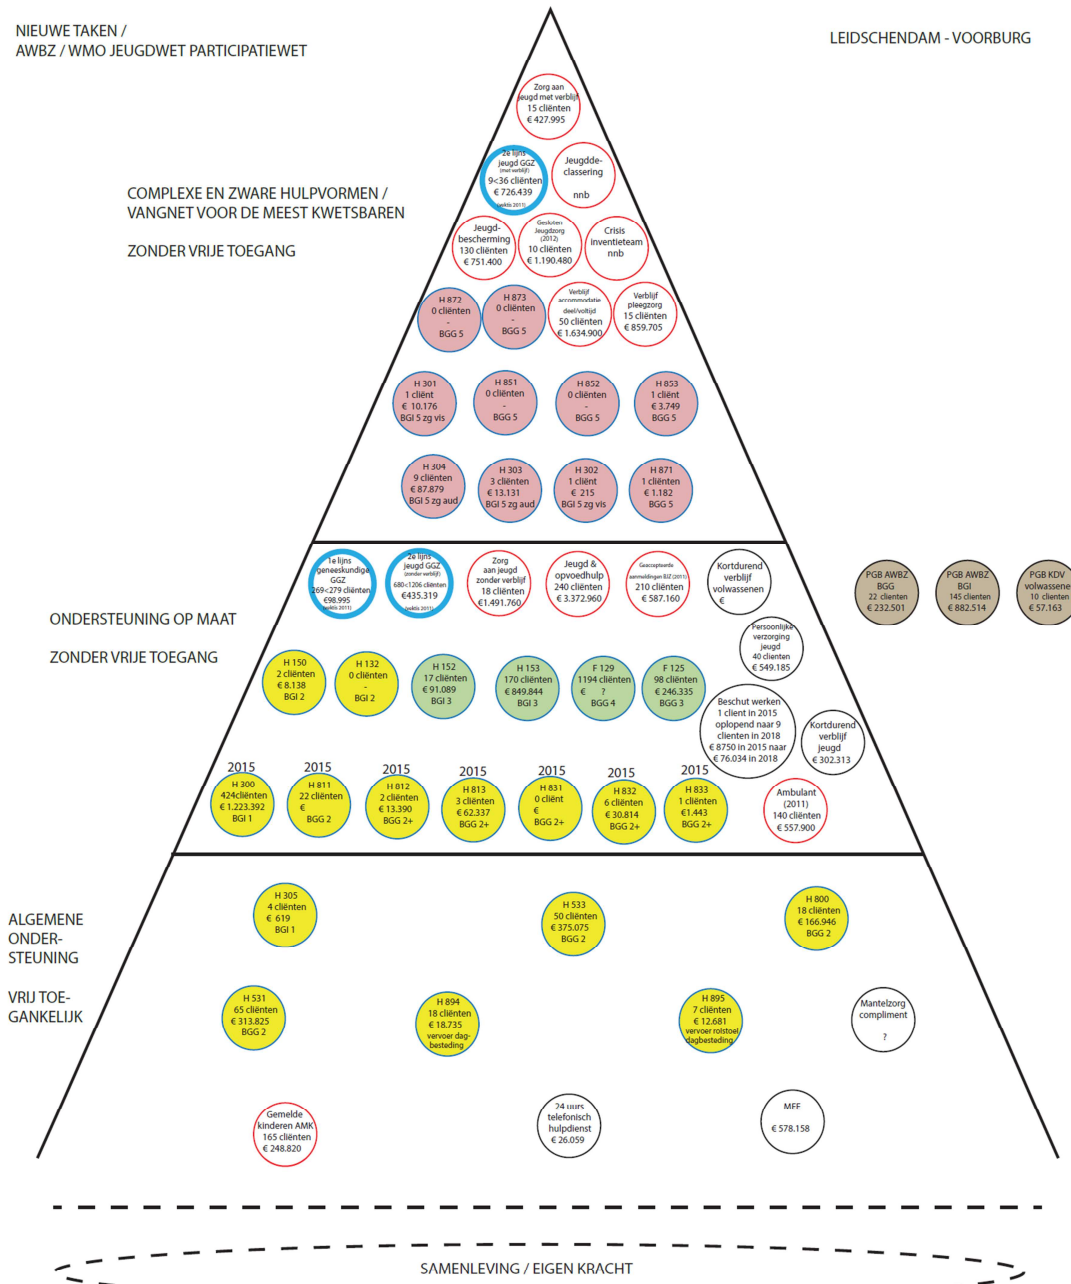 NIEUWE TAKEN /
AWBZ / WMO JEUGDWET PARTICIPATIEWET
LEIDSCHENDAM - VOORBURG
Zorg aan
jeugd met verblijf
15 cliënten
€ 427.995
COMPLEXE EN ZWARE HULPVORMEN /
VANGNET VOOR DE MEEST KWETSBAREN
ZONDER VRIJE TOEGANG
2e lijns
jeugd GGZ
(met verblijf)
9<36 cliënten
€ 726.439
(vektis 2011)
Jeugdde-
classering
nnb
Jeugd-
bescherming
130 cliënten
€ 751.400
Gesloten
Jeugdzorg
(2012)
10 cliënten
€ 1.190.480
Crisis
inventieteam
nnb
H 872
0 cliënten
-
BGG 5
H 873
0 cliënten
-
BGG 5
Verblijf
accommodatie
deel/voltijd
50 cliënten
€ 1.634.900
Verblijf
pleegzorg
15 cliënten
€ 859.705
H 301
1 cliënt
€ 10.176
BGI 5 zg vis
H 851
0 cliënten
-
BGG 5
H 852
0 cliënten
-
BGG 5
H 853
1 cliënt
€ 3.749
BGG 5
H 304
9 cliënten
€ 87.879
BGI 5 zg aud
H 303
3 cliënten
€ 13.131
BGI 5 zg aud
H 302
1 cliënt
€ 215
BGI 5 zg vis
H 871
1 cliënten
€ 1.182
BGG 5
ONDERSTEUNING OP MAAT
ZONDER VRIJE TOEGANG
1e lijns
geneeskundige
GGZ
269<279 cliënten
€98.995
(vektis 2011)
2e lijns
jeugd GGZ
(zonder verblijf)
680<1206 cliënten
€435.319
(vektis 2011)
Zorg
aan jeugd
zonder verblijf
18 cliënten
€1.491.760
Jeugd &
opvoedhulp
240 cliënten
€ 3.372.960
Geaccepteerde
aanmeldingen BJZ (2011)
210 cliënten
€ 587.160
Kortdurend
verblijf
volwassenen
€
PGB AWBZ
BGG
22 clienten
€ 232.501
PGB AWBZ
BGI
145 clienten
€ 882.514
PGB KDV
volwassene
10 clienten
€ 57.163
Persoonlijke
verzorging
jeugd
40 clienten
€ 549.185
H 150
2 cliënten
€ 8.138
BGI 2
H 132
0 cliënten
-
BGI 2
H 152
17 cliënten
€ 91.089
BGI 3
H 153
170 cliënten
€ 849.844
BGI 3
F 129
1194 cliënten
€ ?
BGG 4
F 125
98 cliënten
€ 246.335
BGG 3
Beschut werken
1 client in 2015
oplopend naar 9
clienten in 2018
€ 8750 in 2015 naar
€ 76.034 in 2018
Kortdurend
verblijf
jeugd
€ 302.313
2015
H 300
424cliënten
€ 1.223.392
BGI 1
2015
H 811
22 cliënten
€
BGG 2
2015
H 812
2 cliënten
€ 13.390
BGG 2+
2015
H 813
3 cliënten
€ 62.337
BGG 2+
2015
H 831
0 cliënt
€
BGG 2+
2015
H 832
6 cliënten
€ 30.814
BGG 2+
2015
H 833
1 cliënten
€1.443
BGG 2+
Ambulant
(2011)
140 cliënten
€ 557.900
ALGEMENE
ONDER-
STEUNING
VRIJ TOE-
GANKELIJK
H 305
4 cliënten
€ 619
BGI 1
H 533
50 cliënten
€ 375.075
BGG 2
H 800
18 cliënten
€ 166.946
BGG 2
H 531
65 cliënten
€ 313.825
BGG 2
H 894
18 cliënten
€ 18.735
vervoer dag-
besteding
H 895
7 cliënten
€ 12.681
vervoer rolstoel
dagbesteding
Mantelzorg
compliment
?
Gemelde
kinderen AMK
165 cliënten
€ 248.820
24 uurs
telefonisch
hulpdienst
€ 26.059
MEE
€ 578.158
SAMENLEVING / EIGEN KRACHT